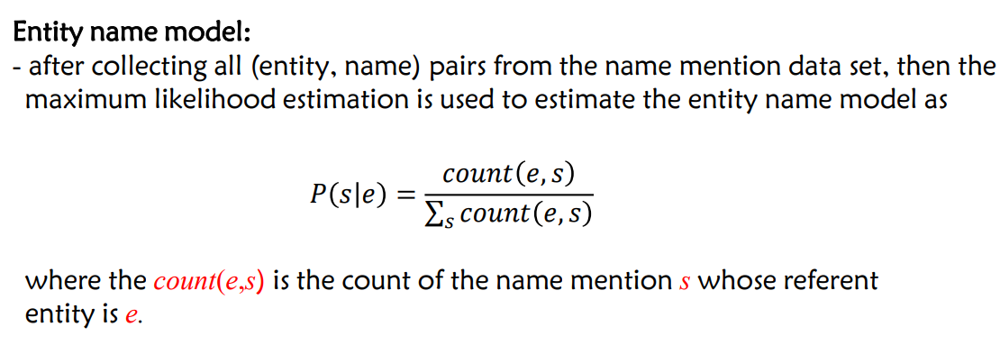 Entity name model:
- after collecting all (entity, name) pairs from the name mention data set, then the
maximum likelihood estimation is used to estimate the entity name model as
P(s|e) = count(e,s) / ∑ₛ count(e,s)
where the count(e,s) is the count of the name mention s whose referent
entity is e.